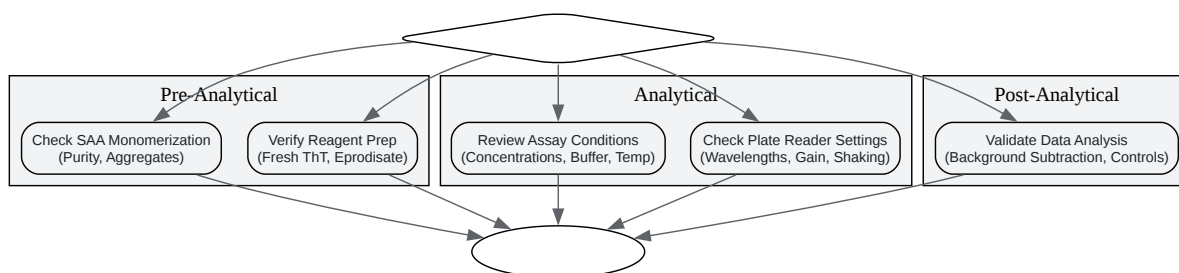 Pre-Analytical
Check SAA Monomerization
(Purity, Aggregates)
Verify Reagent Prep
(Fresh ThT, Eprodisate)
Analytical
Review Assay Conditions
(Concentrations, Buffer, Temp)
Check Plate Reader Settings
(Wavelengths, Gain, Shaking)
Post-Analytical
Validate Data Analysis
(Background Subtraction, Controls)